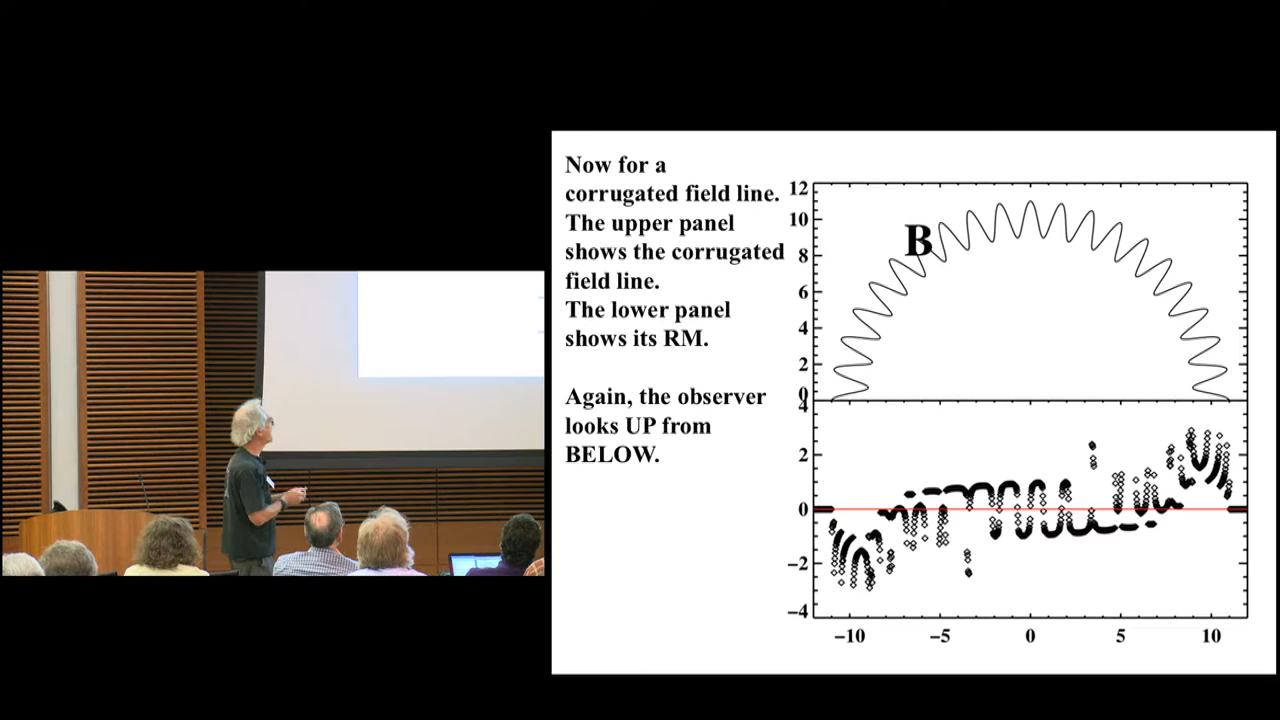 Now for a
corrugated field line.
The upper panel
shows the corrugated
field line.
The lower panel
shows its RM.
Again, the observer
looks UP from
BELOW.
B
12
10
8
6
4
2
0
4
2
0
−2
−4
−10 −5 0 5 10